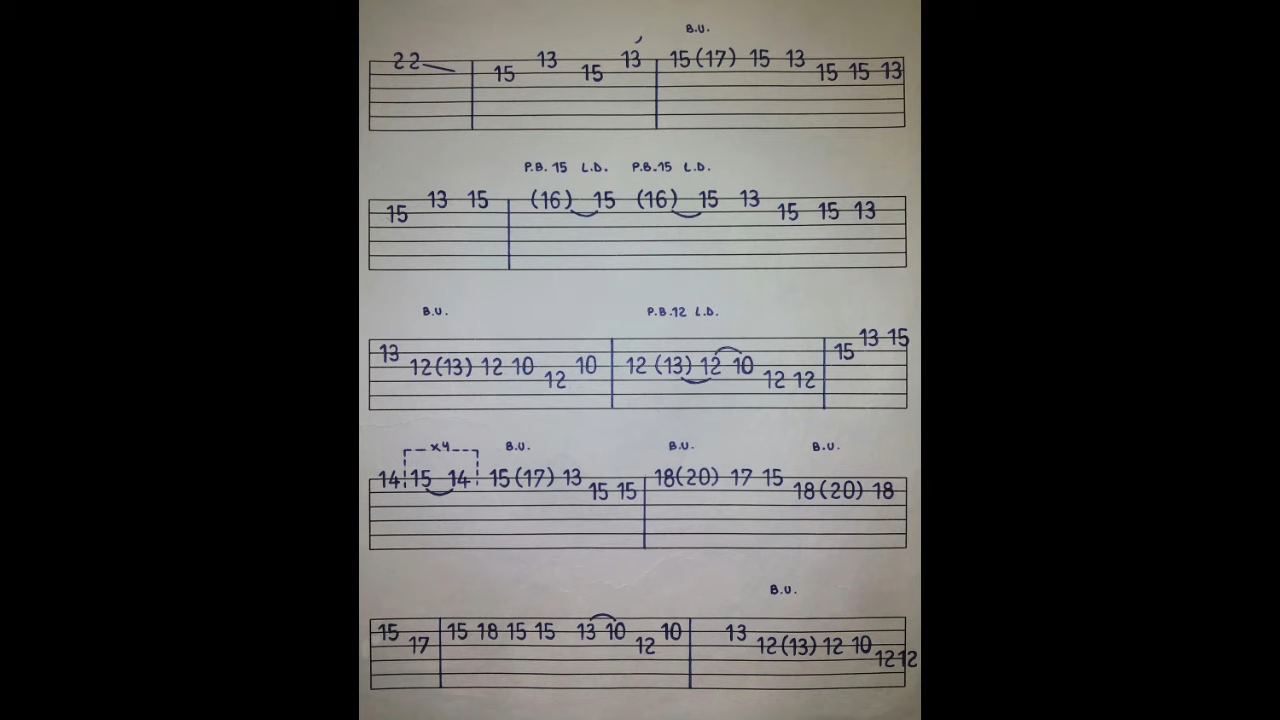 B.U.
22 15 13 15 13 15(17) 15 13 15 15 13
P.B. 15 L.D. P.B.15 L.D.
15 13 15 (16) 15 (16) 15 13 15 15 13
B.U. P.B.12 L.D.
13 12(13) 12 10 12 10 12 (13) 12 10 12 12 15 13 15
x4 B.U. B.U. B.U.
14 15 14 15(17) 13 15 15 18(20) 17 15 18(20) 18
B.U.
15 17 15 18 15 15 13 10 12 10 13 12(13) 12 10 12 12